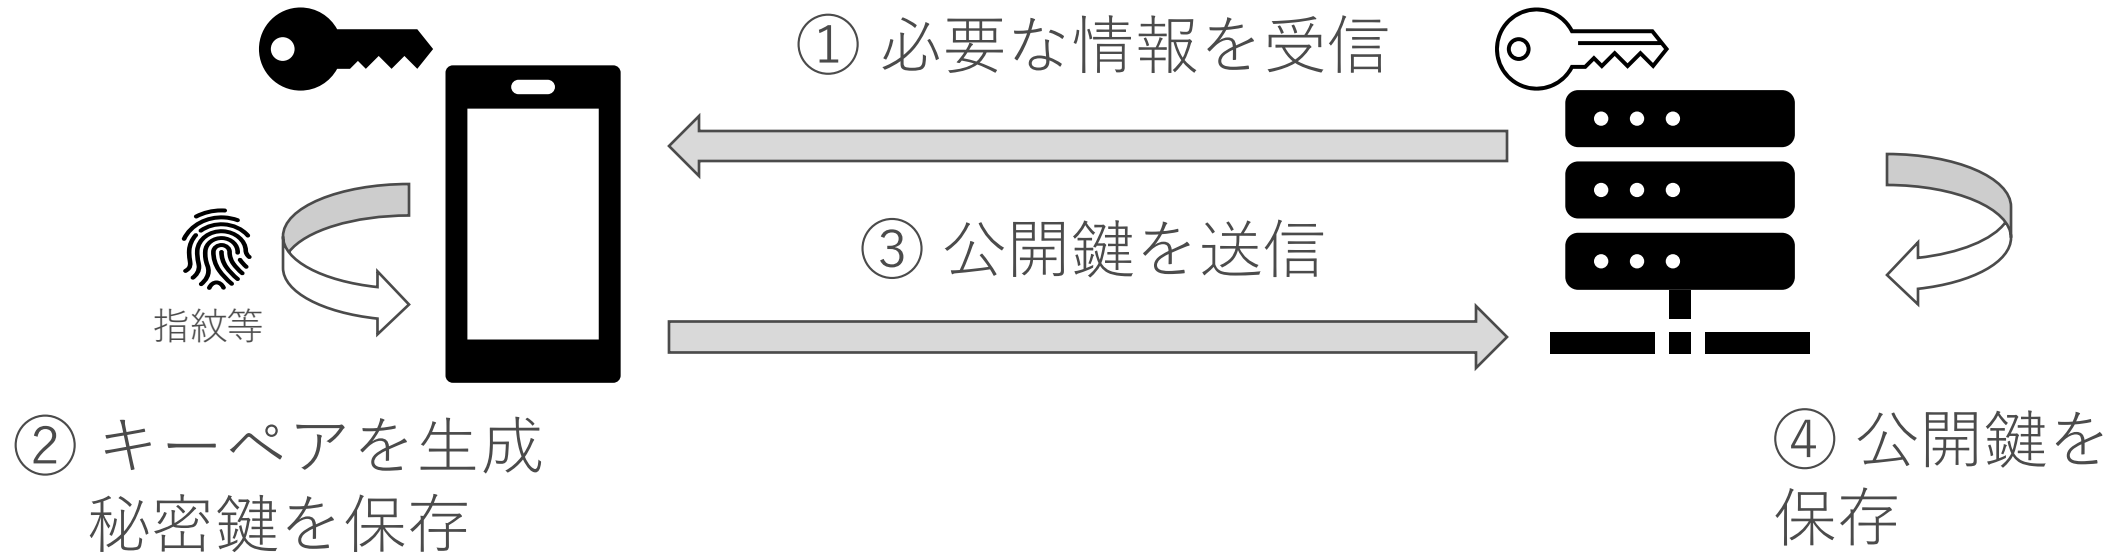 ① 必要な情報を受信
③ 公開鍵を送信
指紋等
② キーペアを生成
秘密鍵を保存
④ 公開鍵を
保存